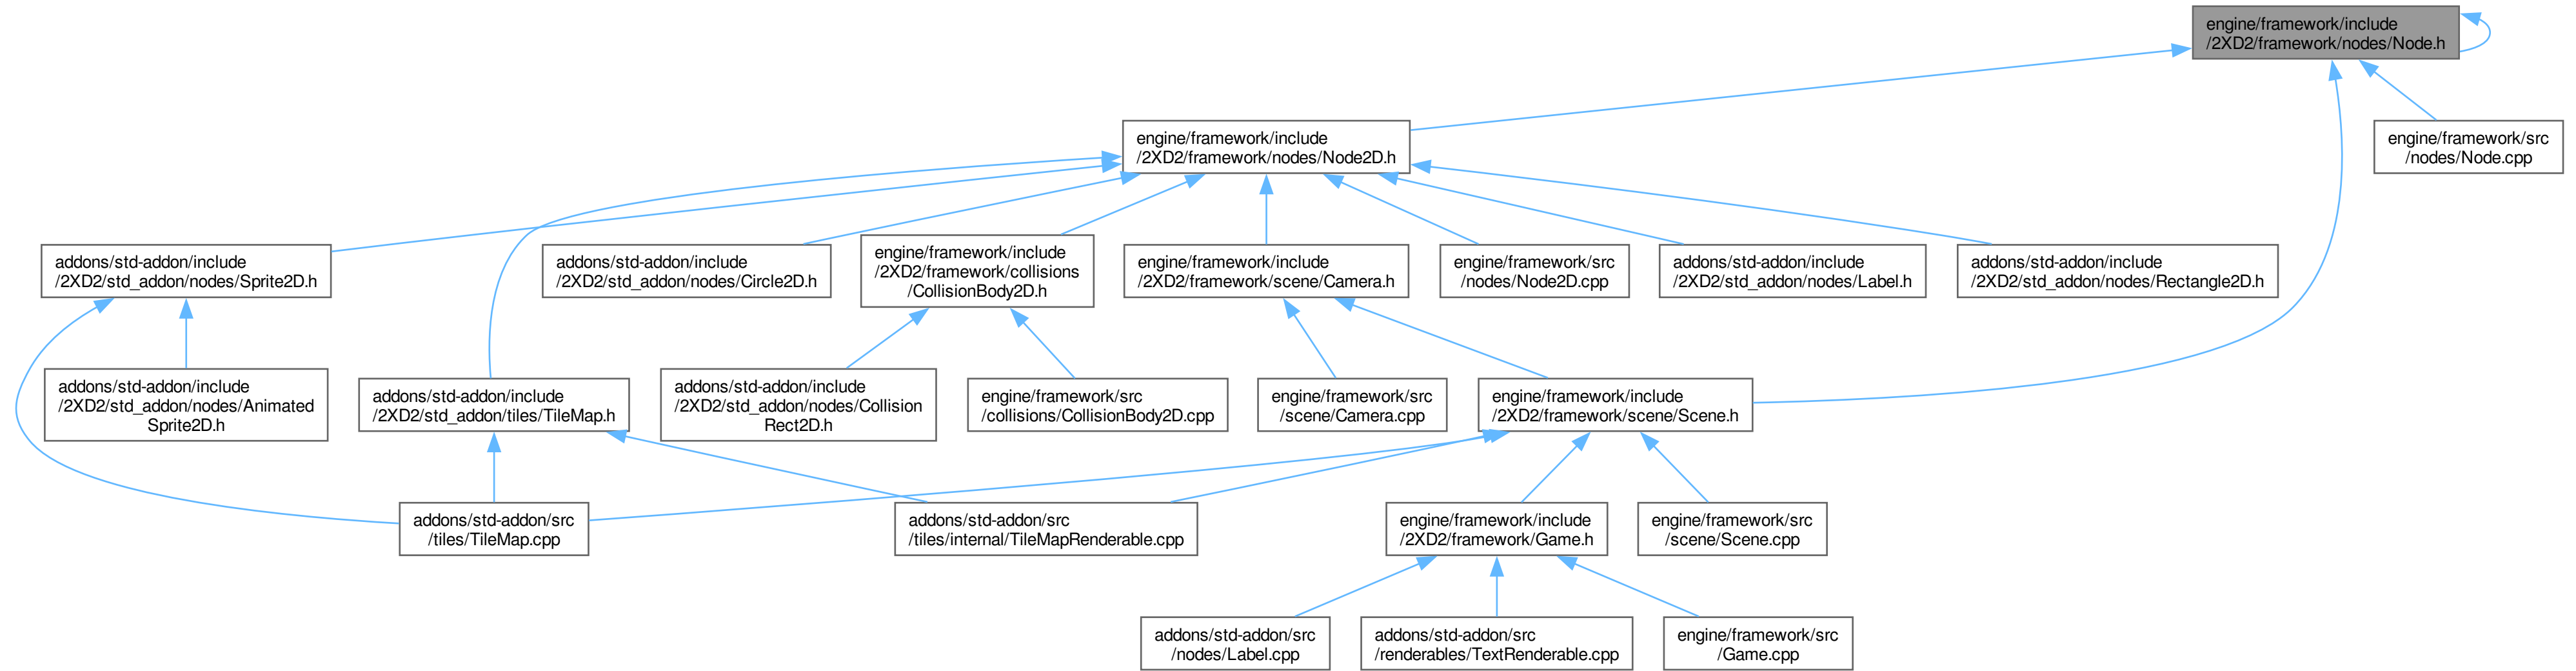 engine/framework/include
/2XD2/framework/nodes/Node.h
engine/framework/include
/2XD2/framework/nodes/Node2D.h
engine/framework/src
/nodes/Node.cpp
addons/std-addon/include
/2XD2/std_addon/nodes/Sprite2D.h
addons/std-addon/include
/2XD2/std_addon/nodes/Circle2D.h
engine/framework/include
/2XD2/framework/collisions
/CollisionBody2D.h
engine/framework/include
/2XD2/framework/scene/Camera.h
engine/framework/src
/nodes/Node2D.cpp
addons/std-addon/include
/2XD2/std_addon/nodes/Label.h
addons/std-addon/include
/2XD2/std_addon/nodes/Rectangle2D.h
addons/std-addon/include
/2XD2/std_addon/nodes/Animated
Sprite2D.h
addons/std-addon/include
/2XD2/std_addon/tiles/TileMap.h
addons/std-addon/include
/2XD2/std_addon/nodes/Collision
Rect2D.h
engine/framework/src
/collisions/CollisionBody2D.cpp
engine/framework/src
/scene/Camera.cpp
engine/framework/include
/2XD2/framework/scene/Scene.h
addons/std-addon/src
/tiles/TileMap.cpp
addons/std-addon/src
/tiles/internal/TileMapRenderable.cpp
engine/framework/include
/2XD2/framework/Game.h
engine/framework/src
/scene/Scene.cpp
addons/std-addon/src
/nodes/Label.cpp
addons/std-addon/src
/renderables/TextRenderable.cpp
engine/framework/src
/Game.cpp